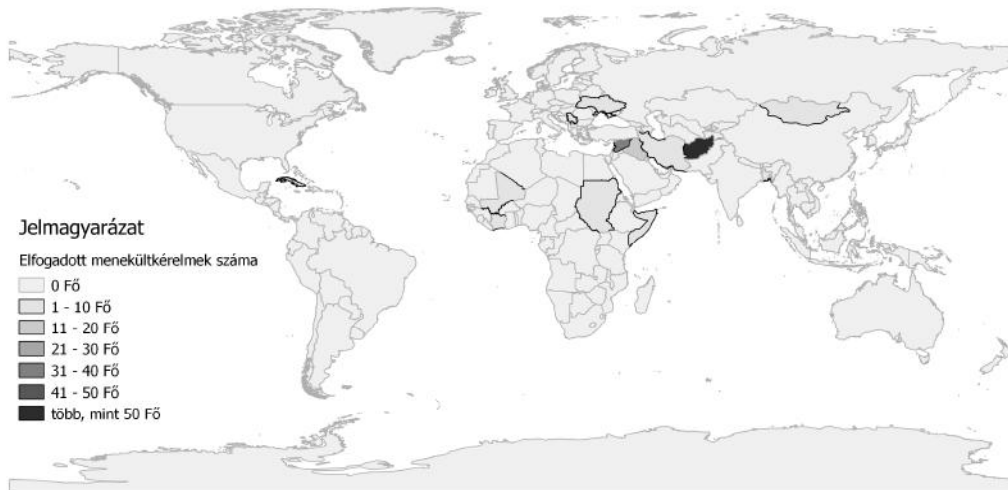 Jelmagyarázat
Elfogadott menekültkérelmek száma
0 Fő
1 - 10 Fő
11 - 20 Fő
21 - 30 Fő
31 - 40 Fő
41 - 50 Fő
több, mint 50 Fő